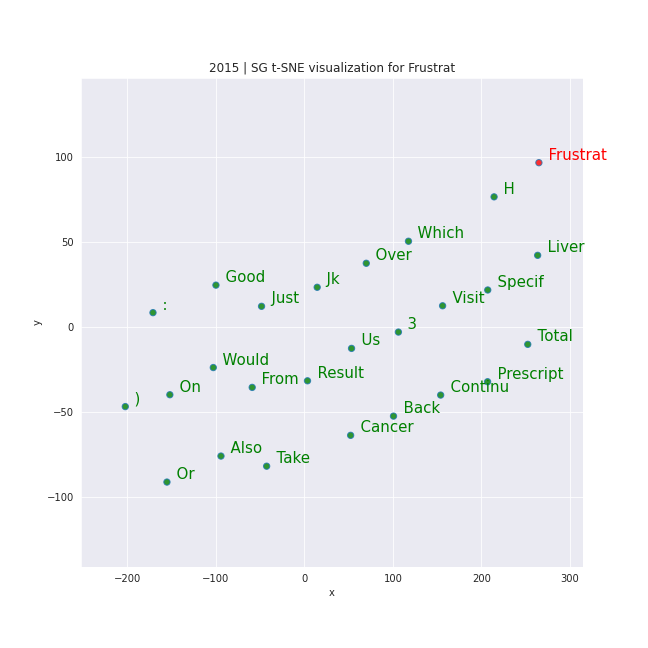 2015 | SG t-SNE visualization for Frustrat
Frustrat
100
H
Which
50
Liver
Over
Good
Jk
Specif
Just
Visit
:
3
0
Total
Us
y
Would
Result
Prescript
From
On
Continu
)
Back
−50
Cancer
Also
Take
Or
−100
−200
−100
0
100
200
300
x